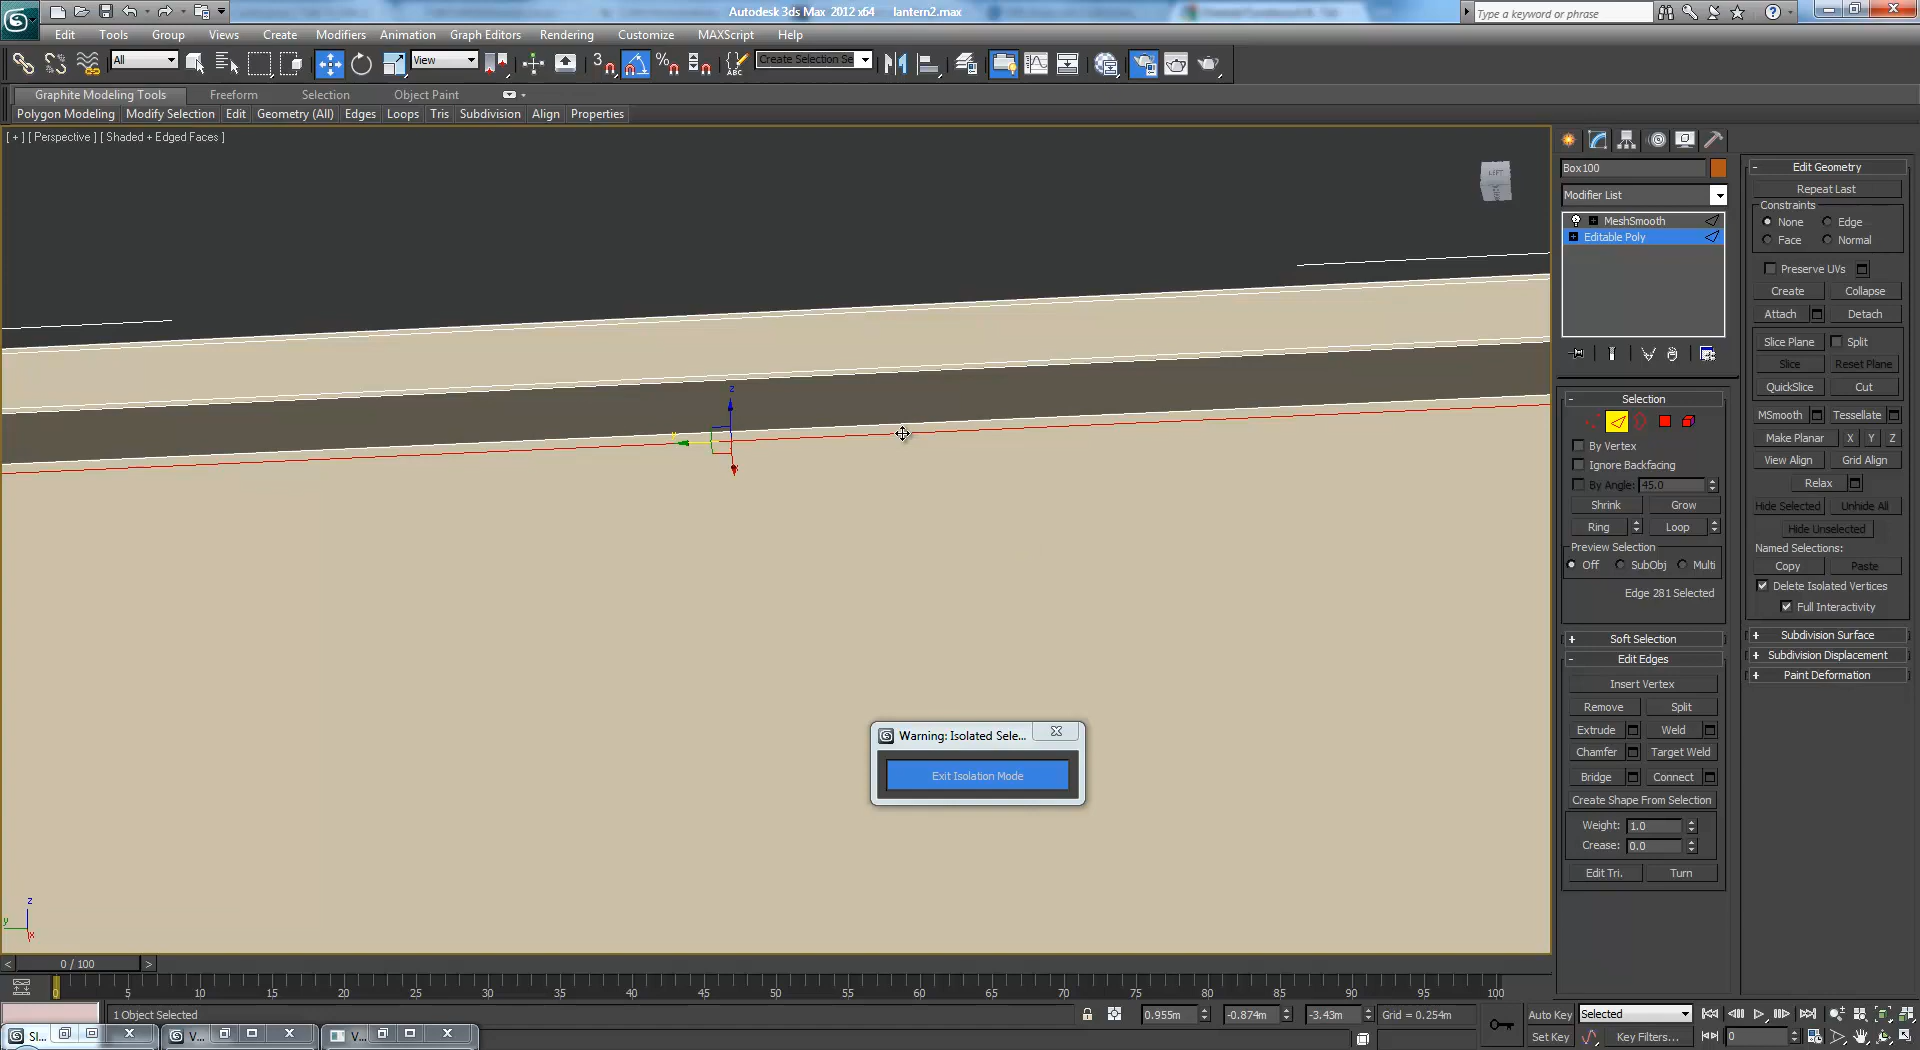 Autodesk 3ds Max 2012 x64    lantern2.max
Type a keyword or phrase
Edit Tools Group Views Create Modifiers Animation Graph Editors Rendering Customize MAXScript Help
All View 3 Create Selection Se
Graphite Modeling Tools Freeform Selection Object Paint
Polygon Modeling Modify Selection Edit Geometry (All) Edges Loops Tris Subdivision Align Properties
[ + ] [ Perspective ] [ Shaded + Edged Faces ]
LEFT
z
z
y
x
Warning: Isolated Sele...
Exit Isolation Mode
Box100
Modifier List
MeshSmooth
Editable Poly
- Selection
By Vertex
Ignore Backfacing
By Angle: 45.0
Shrink Grow
Ring Loop
Preview Selection
Off SubObj Multi
Edge 281 Selected
+ Soft Selection
- Edit Edges
Insert Vertex
Remove Split
Extrude Weld
Chamfer Target Weld
Bridge Connect
Create Shape From Selection
Weight: 1.0
Crease: 0.0
Edit Tri. Turn
- Edit Geometry
Repeat Last
Constraints
None Edge
Face Normal
Preserve UVs
Create Collapse
Attach Detach
Slice Plane Split
Slice Reset Plane
QuickSlice Cut
MSmooth Tessellate
Make Planar X Y Z
View Align Grid Align
Relax
Hide Selected Unhide All
Hide Unselected
Named Selections:
Copy Paste
Delete Isolated Vertices
Full Interactivity
+ Subdivision Surface
+ Subdivision Displacement
+ Paint Deformation
< 0 / 100 >
0 5 10 15 20 25 30 35 40 45 50 55 60 65 70 75 80 85 90 95 100
1 Object Selected 0.955m -0.874m -3.43m Grid = 0.254m Auto Key Selected
Sl... V... V... Set Key Key Filters... 0